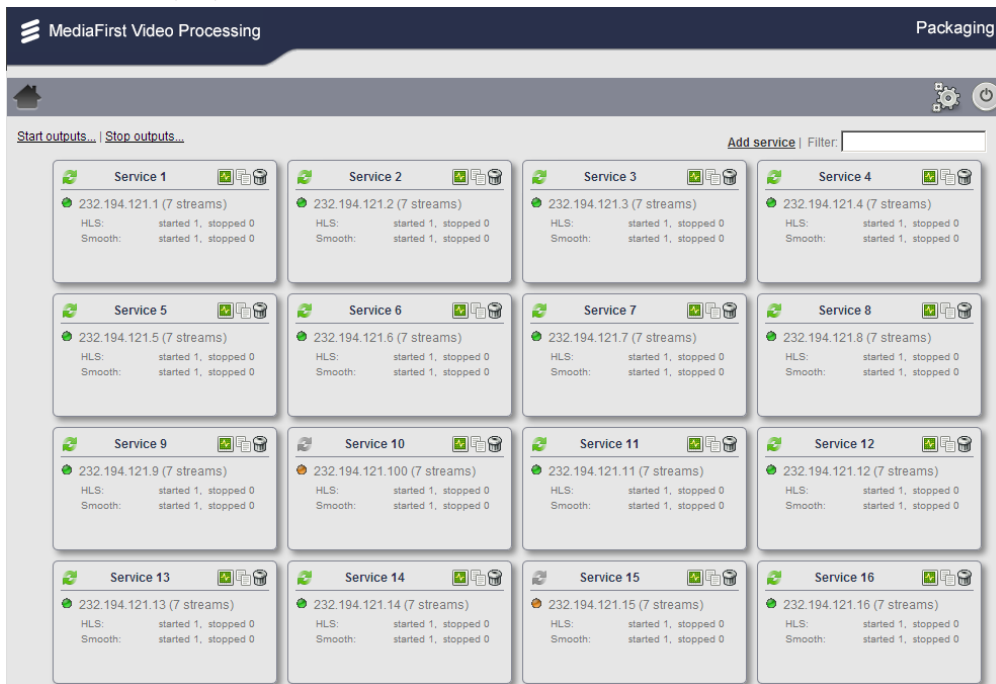 MediaFirst Video Processing
Packaging
Start outputs... | Stop outputs...
Add service | Filter:
Service 1
232.194.121.1 (7 streams)
HLS: started 1, stopped 0
Smooth: started 1, stopped 0
Service 2
232.194.121.2 (7 streams)
HLS: started 1, stopped 0
Smooth: started 1, stopped 0
Service 3
232.194.121.3 (7 streams)
HLS: started 1, stopped 0
Smooth: started 1, stopped 0
Service 4
232.194.121.4 (7 streams)
HLS: started 1, stopped 0
Smooth: started 1, stopped 0
Service 5
232.194.121.5 (7 streams)
HLS: started 1, stopped 0
Smooth: started 1, stopped 0
Service 6
232.194.121.6 (7 streams)
HLS: started 1, stopped 0
Smooth: started 1, stopped 0
Service 7
232.194.121.7 (7 streams)
HLS: started 1, stopped 0
Smooth: started 1, stopped 0
Service 8
232.194.121.8 (7 streams)
HLS: started 1, stopped 0
Smooth: started 1, stopped 0
Service 9
232.194.121.9 (7 streams)
HLS: started 1, stopped 0
Smooth: started 1, stopped 0
Service 10
232.194.121.100 (7 streams)
HLS: started 1, stopped 0
Smooth: started 1, stopped 0
Service 11
232.194.121.11 (7 streams)
HLS: started 1, stopped 0
Smooth: started 1, stopped 0
Service 12
232.194.121.12 (7 streams)
HLS: started 1, stopped 0
Smooth: started 1, stopped 0
Service 13
232.194.121.13 (7 streams)
HLS: started 1, stopped 0
Smooth: started 1, stopped 0
Service 14
232.194.121.14 (7 streams)
HLS: started 1, stopped 0
Smooth: started 1, stopped 0
Service 15
232.194.121.15 (7 streams)
HLS: started 1, stopped 0
Smooth: started 1, stopped 0
Service 16
232.194.121.16 (7 streams)
HLS: started 1, stopped 0
Smooth: started 1, stopped 0